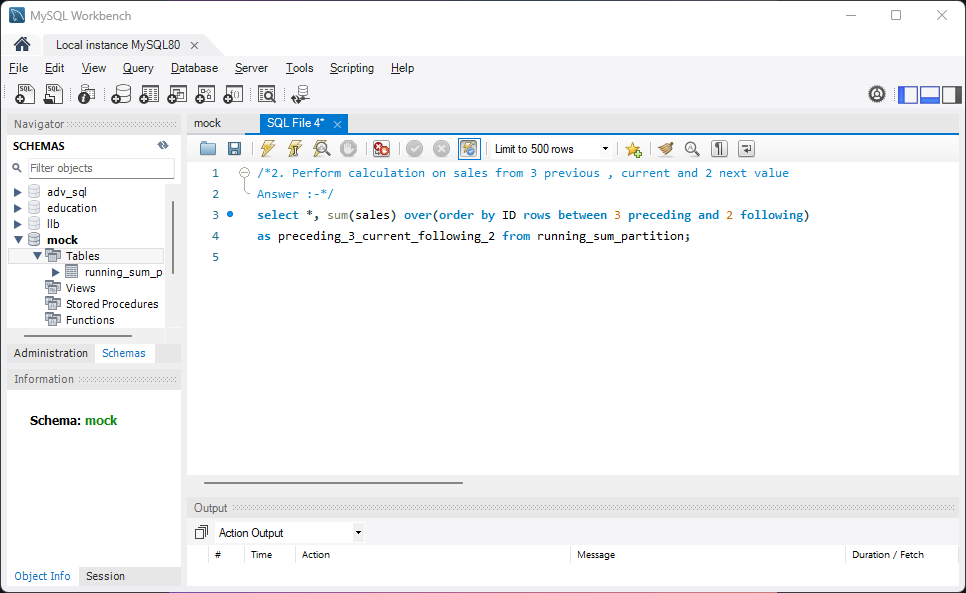 MySQL Workbench
Local instance MySQL80
File Edit View Query Database Server Tools Scripting Help
Navigator
SCHEMAS
Filter objects
adv_sql
education
llb
mock
Tables
running_sum_p
Views
Stored Procedures
Functions
Administration Schemas
Information
Schema: mock
Object Info Session
mock SQL File 4*
Limit to 500 rows
1 /*2. Perform calculation on sales from 3 previous , current and 2 next value
2 Answer :-*/
3 select *, sum(sales) over(order by ID rows between 3 preceding and 2 following)
4 as preceding_3_current_following_2 from running_sum_partition;
5
Output
Action Output
# Time Action Message Duration / Fetch